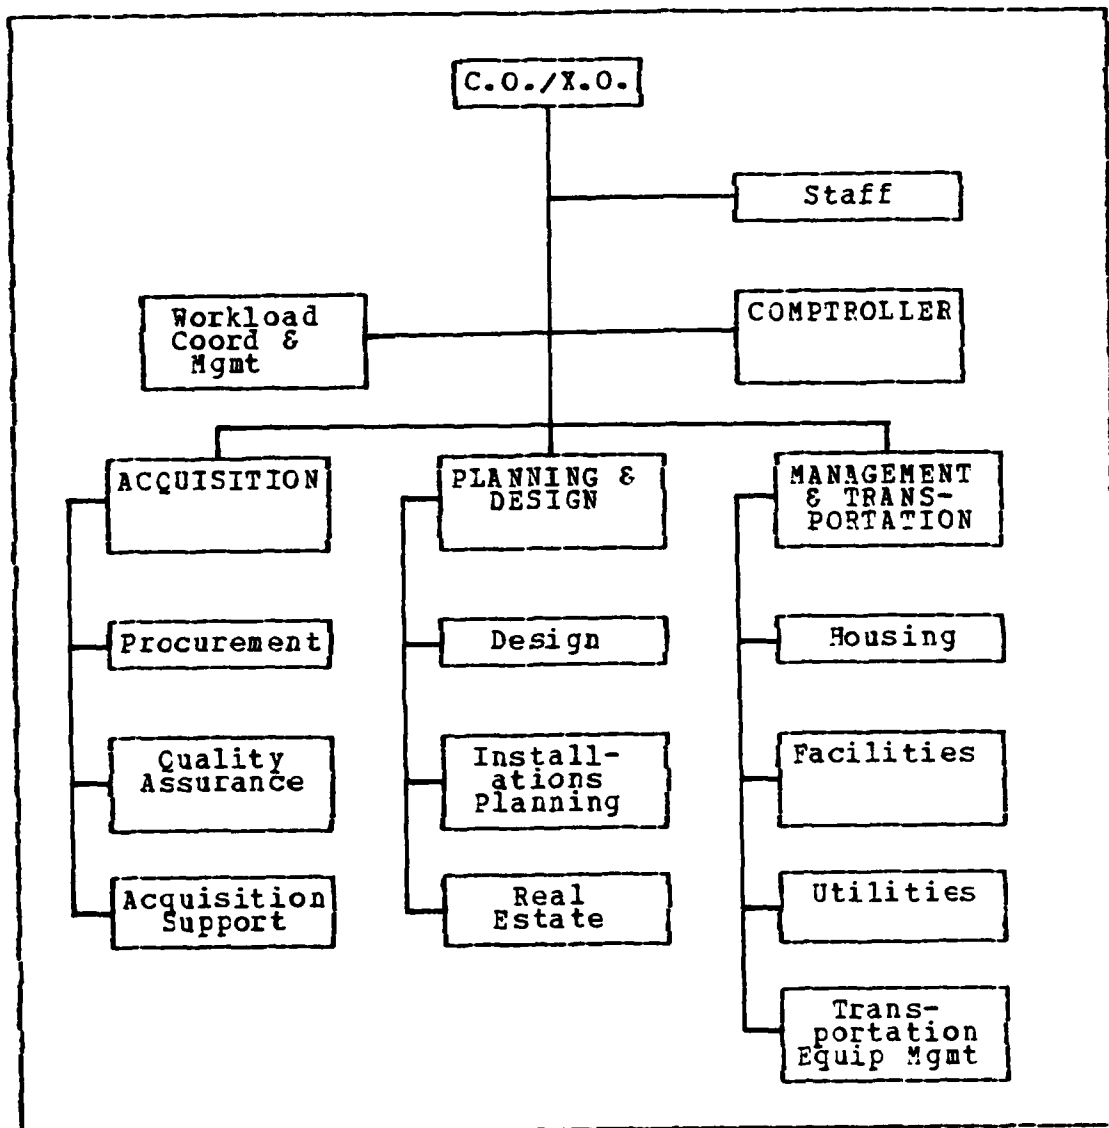 C.O./X.O.
Staff
Workload
Coord &
Mgmt
COMPTROLLER
ACQUISITION
PLANNING &
DESIGN
MANAGEMENT
& TRANS-
PORTATION
Procurement
Design
Housing
Quality
Assurance
Install-
ations
Planning
Facilities
Acquisition
Support
Real
Estate
Utilities
Trans-
portation
Equip Mgmt